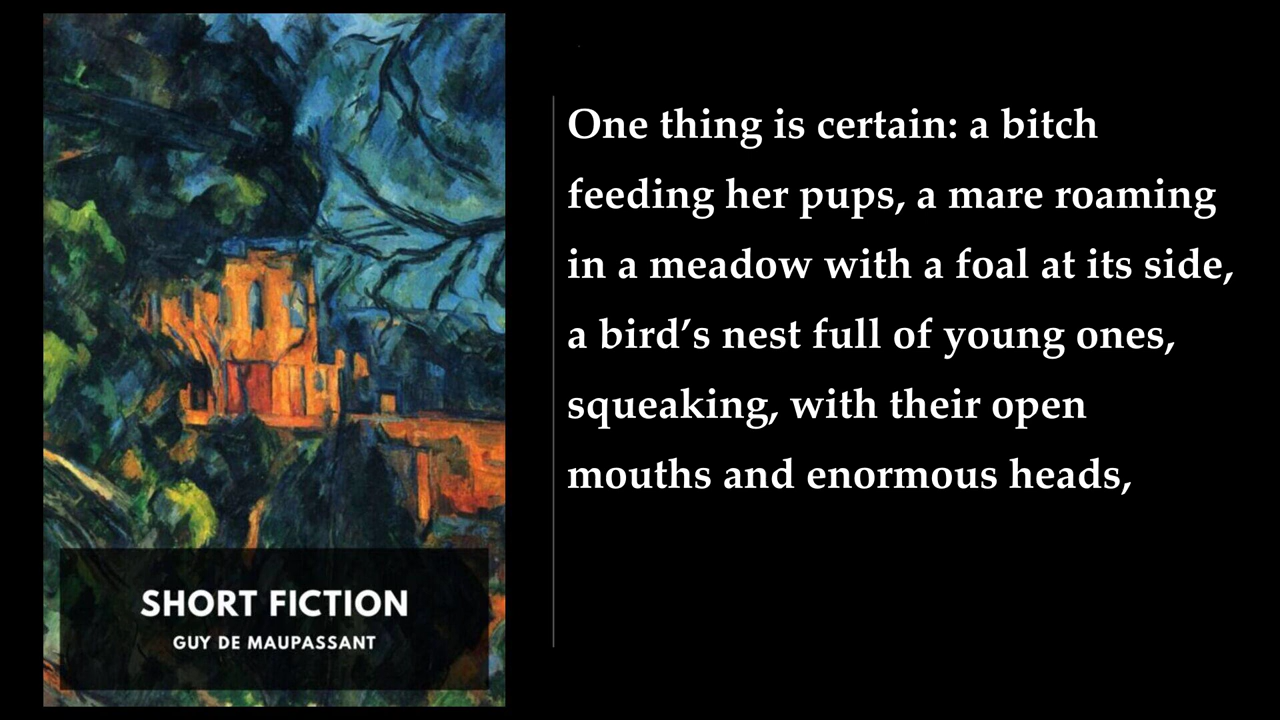 One thing is certain: a bitch
feeding her pups, a mare roaming
in a meadow with a foal at its side,
a bird’s nest full of young ones,
squeaking, with their open
mouths and enormous heads,
SHORT FICTION
GUY DE MAUPASSANT